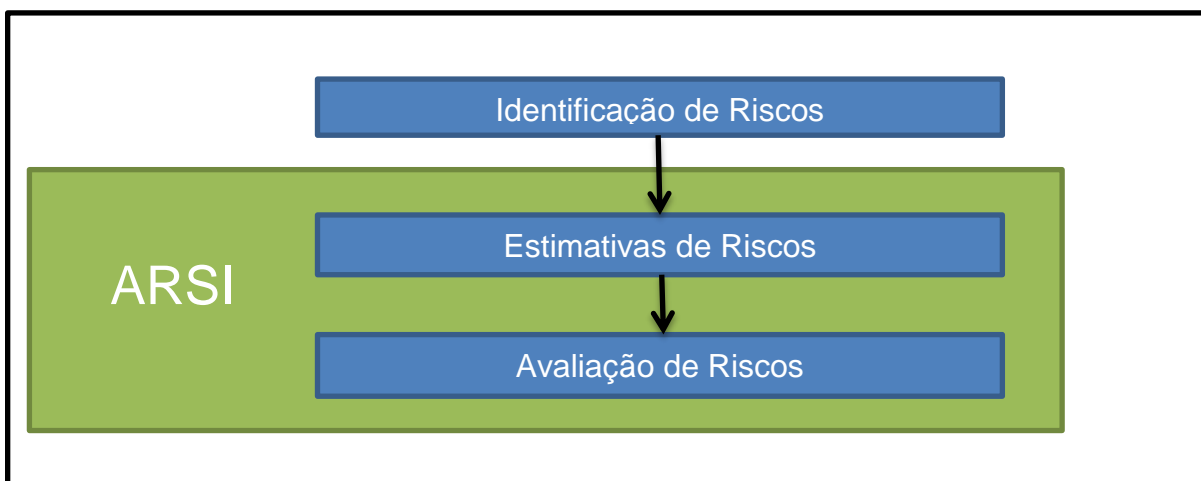 Identificação de Riscos
Estimativas de Riscos
ARSI
Avaliação de Riscos